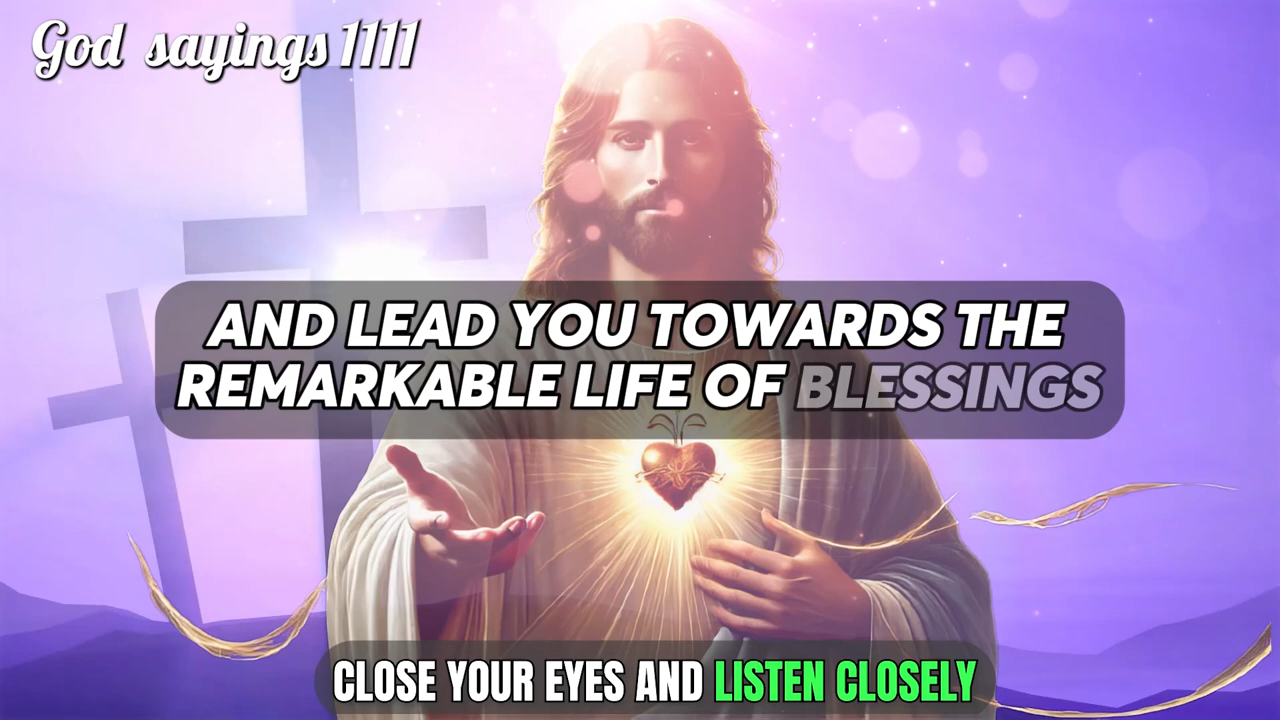 God sayings 1111
AND LEAD YOU TOWARDS THE
REMARKABLE LIFE OF BLESSINGS
CLOSE YOUR EYES AND LISTEN CLOSELY